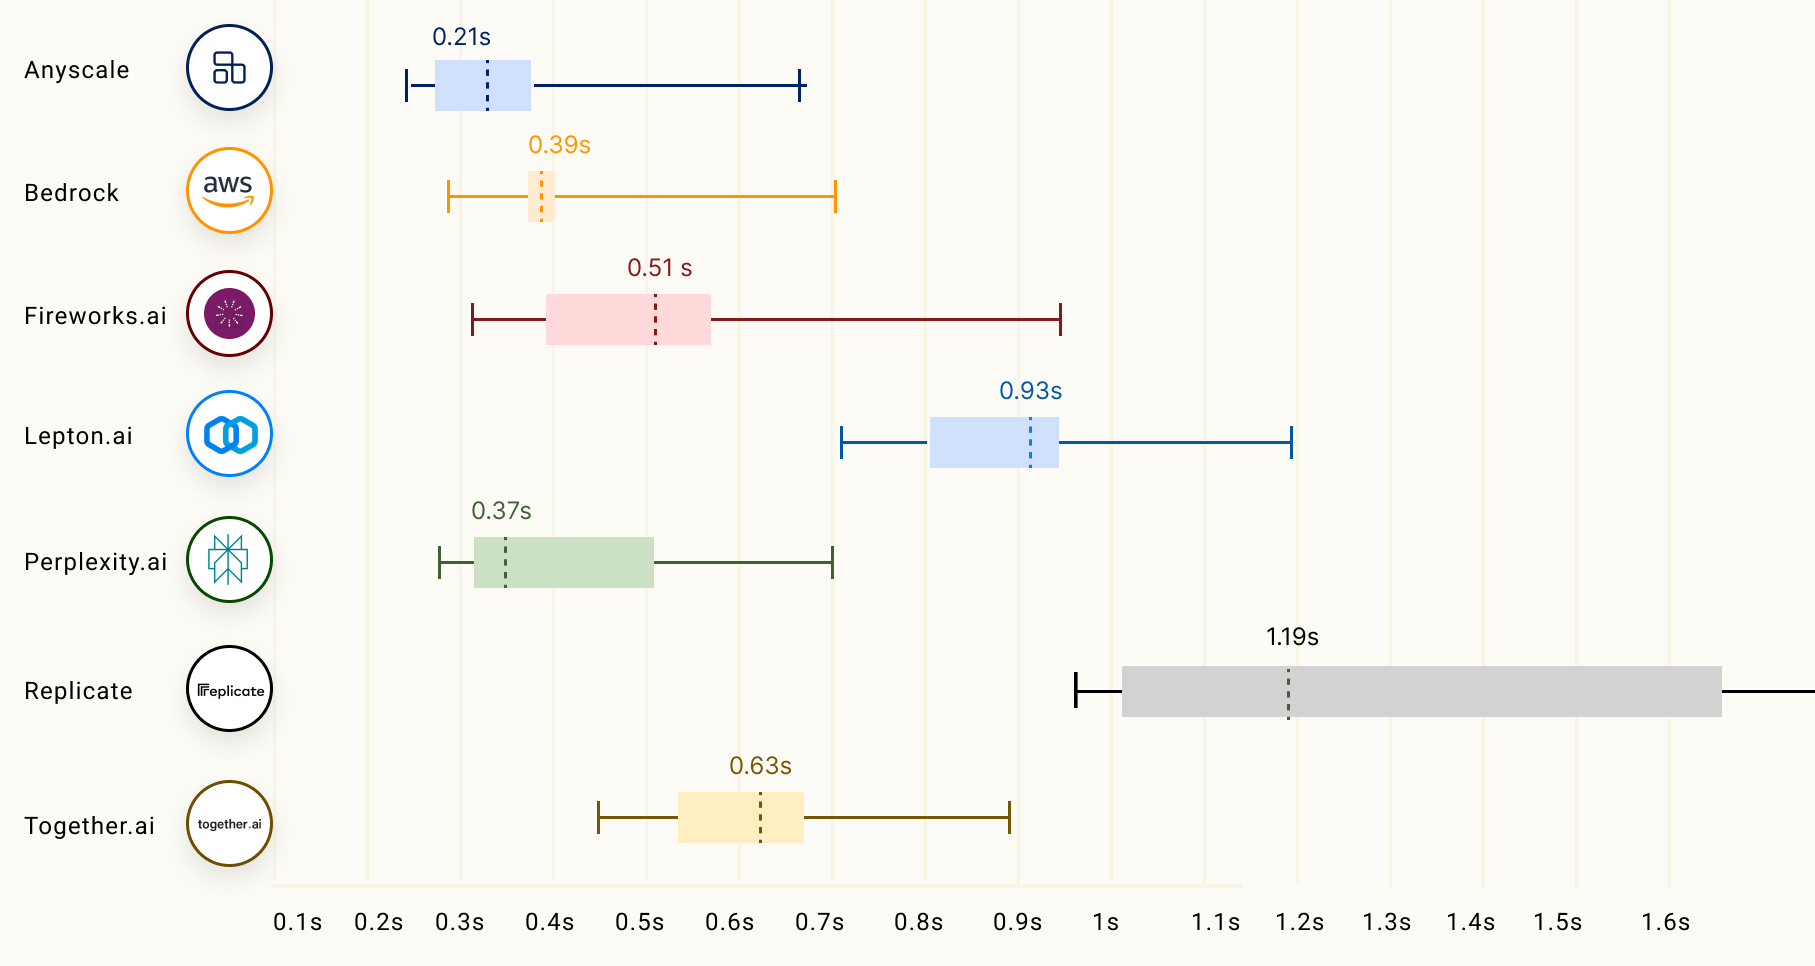 0.21s
Anyscale
0.39s
Bedrock
aws
0.51 s
Fireworks.ai
0.93s
Lepton.ai
0.37s
Perplexity.ai
1.19s
Replicate
replicate
0.63s
Together.ai
together.ai
0.1s 0.2s 0.3s 0.4s 0.5s 0.6s 0.7s 0.8s 0.9s 1s 1.1s 1.2s 1.3s 1.4s 1.5s 1.6s